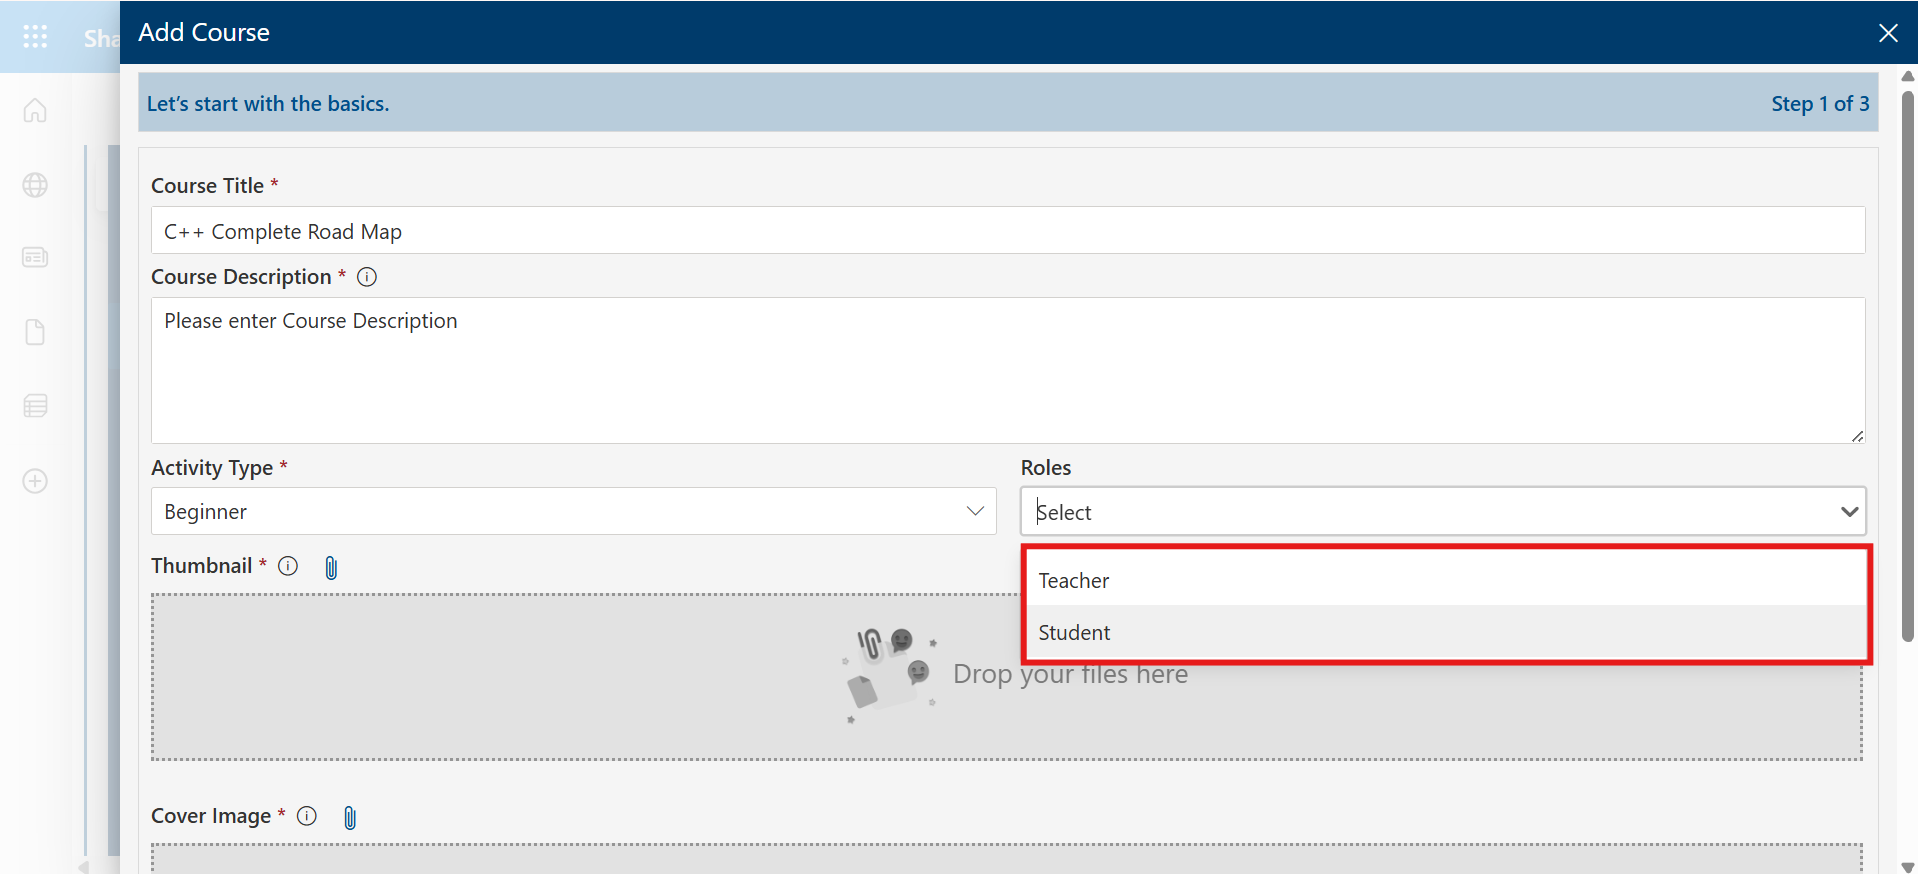 Sha
Add Course
Let's start with the basics.
Step 1 of 3
Course Title *
C++ Complete Road Map
Course Description *
Please enter Course Description
Activity Type *
Roles
Beginner
Select
Thumbnail *
Teacher
Student
Drop your files here
Cover Image *